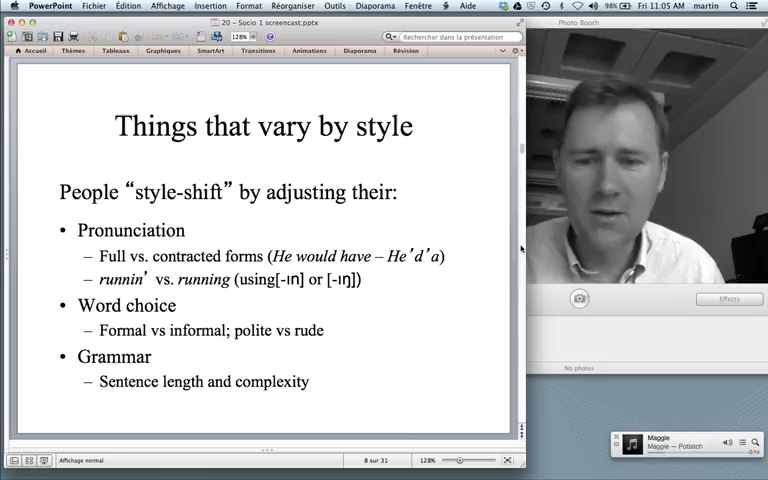 PowerPoint Fichier Édition Affichage Insertion Format Réorganiser Outils Diaporama Fenêtre Aide 98% Fri 11:05 AM martin
20 – Socio 1 screencast.pptx
Photo Booth
128%
Rechercher dans la présentation
Accueil Thèmes Tableaux Graphiques SmartArt Transitions Animations Diaporama Révision
Things that vary by style
People “style-shift” by adjusting their:
• Pronunciation
– Full vs. contracted forms (He would have – He’d’a)
– runnin’ vs. running (using[-ɪn] or [-ɪŋ])
• Word choice
– Formal vs informal; polite vs rude
• Grammar
– Sentence length and complexity
Effects
No photos
Maggie
Maggie — Potlatch
-0:14
Affichage normal
8 sur 31
128%